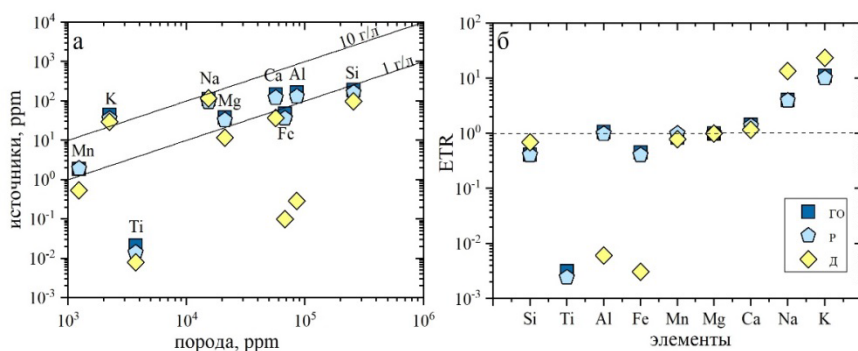 10⁴
10³
10²
10¹
10⁰
10⁻¹
10⁻²
10⁻³
источники, ppm
а
10 г/л
1 г/л
K
Na
Ca
Al
Si
Mg
Fe
Mn
Ti
10³
10⁴
10⁵
10⁶
порода, ppm
10²
10¹
10⁰
10⁻¹
10⁻²
10⁻³
ETR
б
ГО
Р
Д
Si Ti Al Fe Mn Mg Ca Na K
элементы